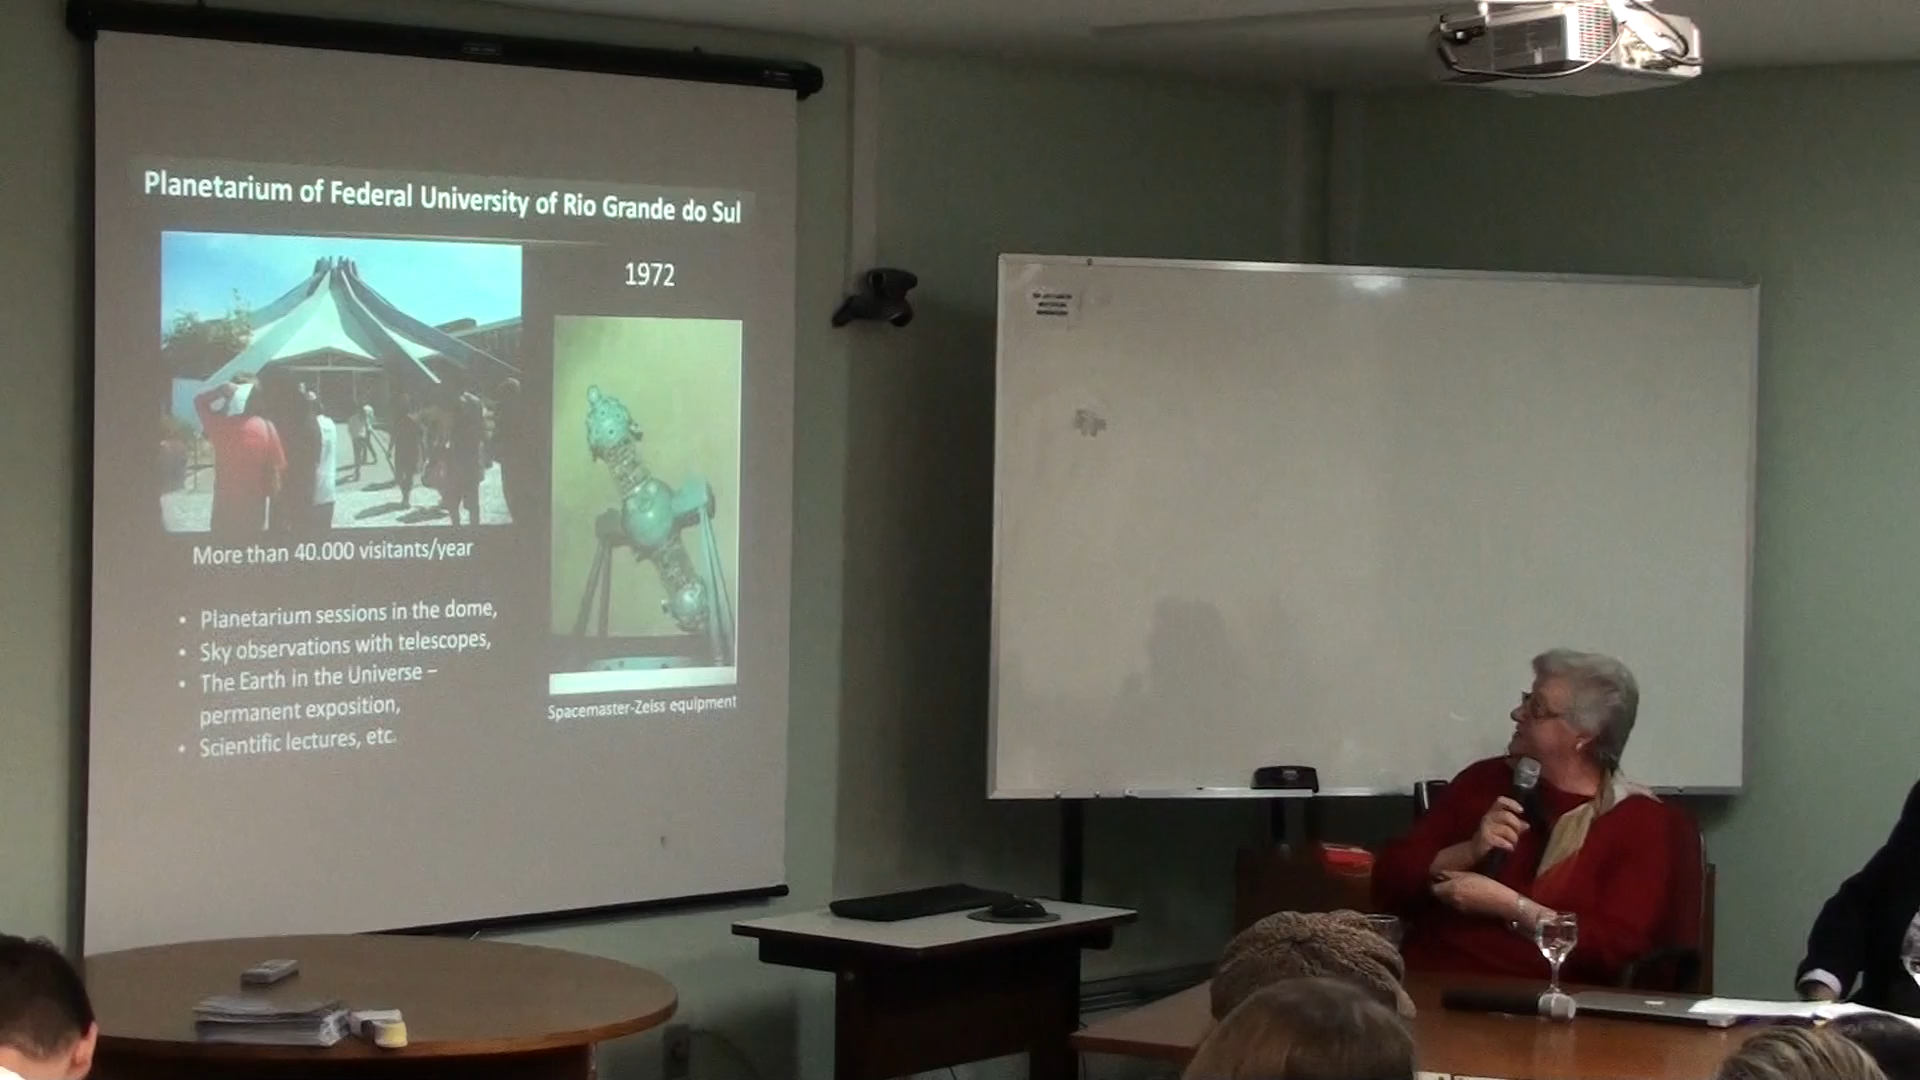 Planetarium of Federal University of Rio Grande do Sul
1972
More than 40.000 visitants/year
• Planetarium sessions in the dome,
• Sky observations with telescopes,
• The Earth in the Universe –
permanent exposition,
• Scientific lectures, etc.
Spacemaster-Zeiss equipment